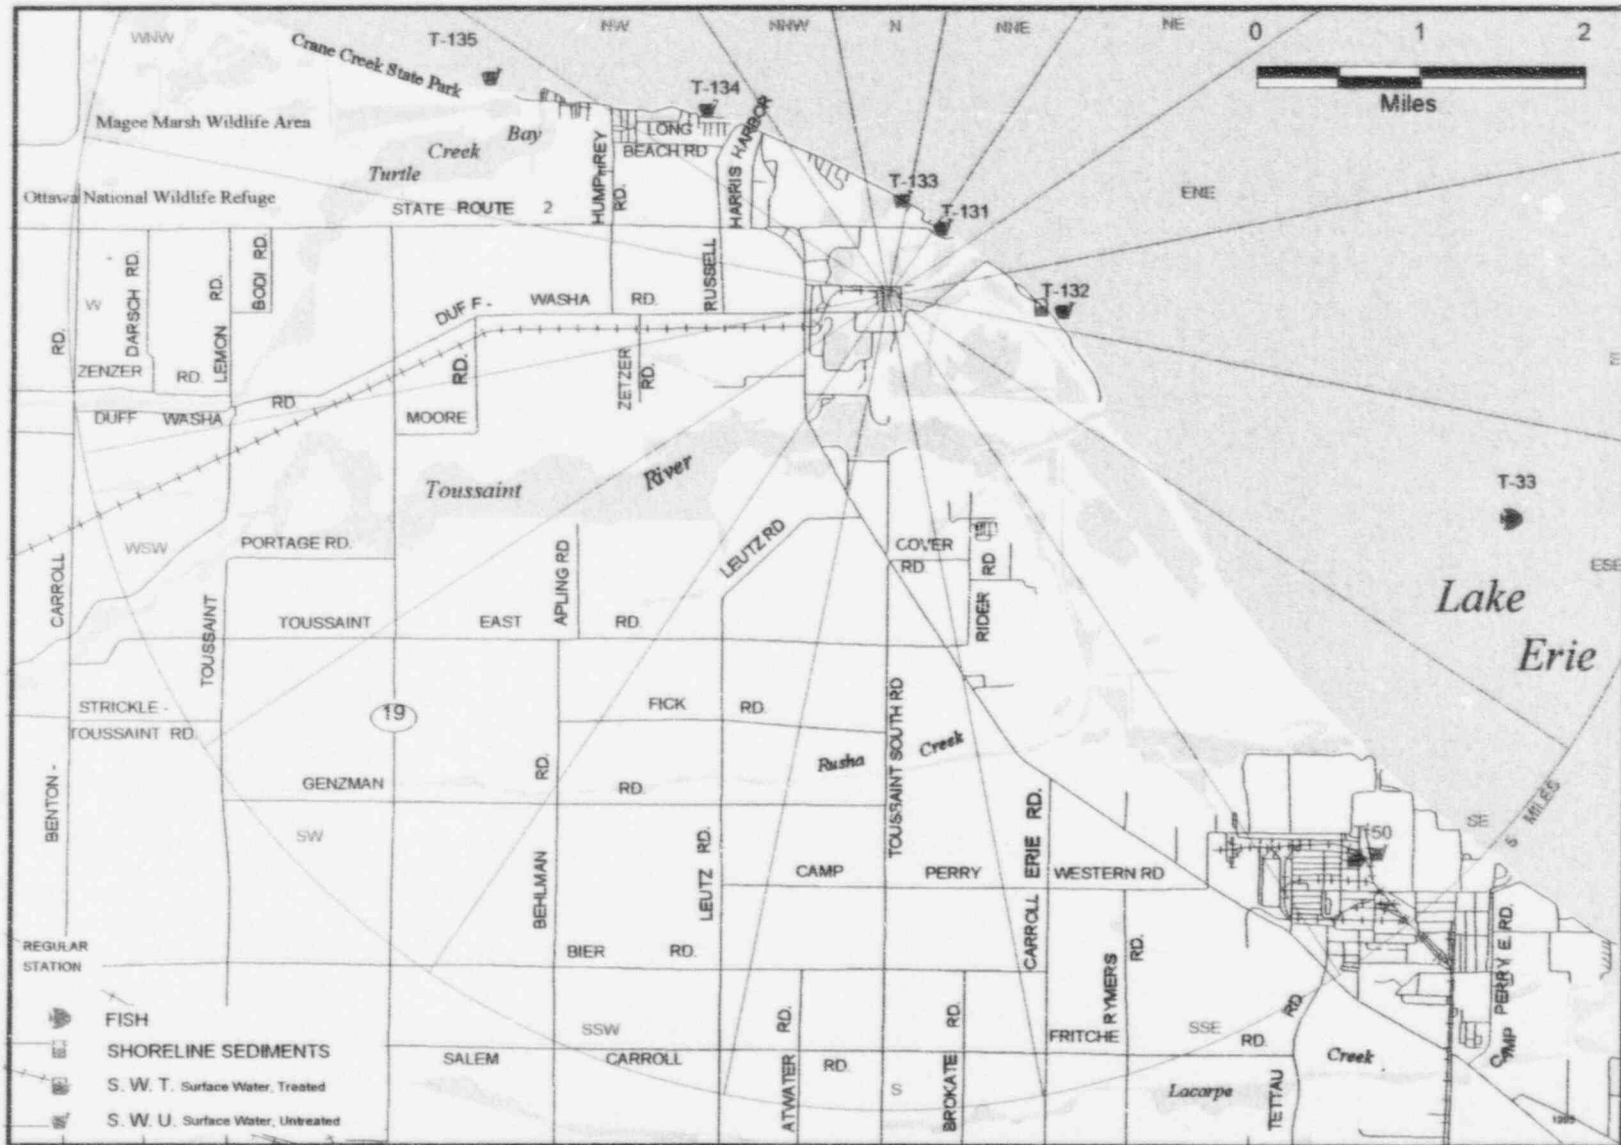 WNW
T-135
NW
NNW
N
NNE
NE
0 1 2
Miles
Crane Creek State Park
T-134
Magee Marsh Wildlife Area
Bay
Creek
Turtle
LONG
BEACH RD
HARRIS HARBOR
HUMPHREY
RD.
Ottawa National Wildlife Refuge
STATE ROUTE 2
T-133
T-131
ENE
RUSSELL
W
DARSCH RD.
LEMON RD.
BODI RD.
DUFF - WASHA RD.
T-132
E
RD.
ZENZER RD.
RD.
ZETZER RD.
DUFF WASHA RD
MOORE
Toussaint River
T-33
WSW
PORTAGE RD.
LEUTZ RD
COVER
RD.
ESE
CARROLL
TOUSSAINT
TOUSSAINT EAST RD.
APLING RD
RIDER RD
Lake
Erie
STRICKLE -
TOUSSAINT RD.
19
FICK RD.
TOUSSAINT SOUTH RD
Rusha Creek
BENTON -
GENZMAN RD.
RD.
CARROLL ERIE RD.
5 MILES
SW
SE
T-50
BEHLMAN
LEUTZ RD.
CAMP PERRY WESTERN RD
REGULAR
STATION
BIER RD.
RYMERS RD.
CAMP PERRY E. RD.
FISH
SSW
ATWATER RD.
BROKATE RD.
FRITCHE RD.
SSE
SHORELINE SEDIMENTS
SALEM CARROLL RD.
TETTAU RD
Creek
S. W. T. Surface Water, Treated
S
Lacarpe
S. W. U. Surface Water, Untreated